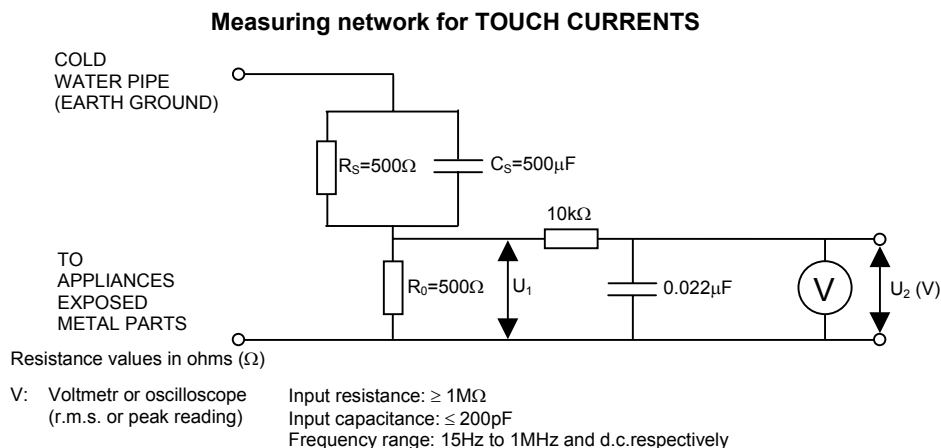 Measuring network for TOUCH CURRENTS
COLD
WATER PIPE
(EARTH GROUND)
RS=500Ω
CS=500μF
10kΩ
TO
APPLIANCES
EXPOSED
METAL PARTS
R0=500Ω
U1
0.022μF
V
U2 (V)
Resistance values in ohms (Ω)
V: Voltmetr or oscilloscope
(r.m.s. or peak reading)
Input resistance: ≥ 1MΩ
Input capacitance: ≤ 200pF
Frequency range: 15Hz to 1MHz and d.c.respectively